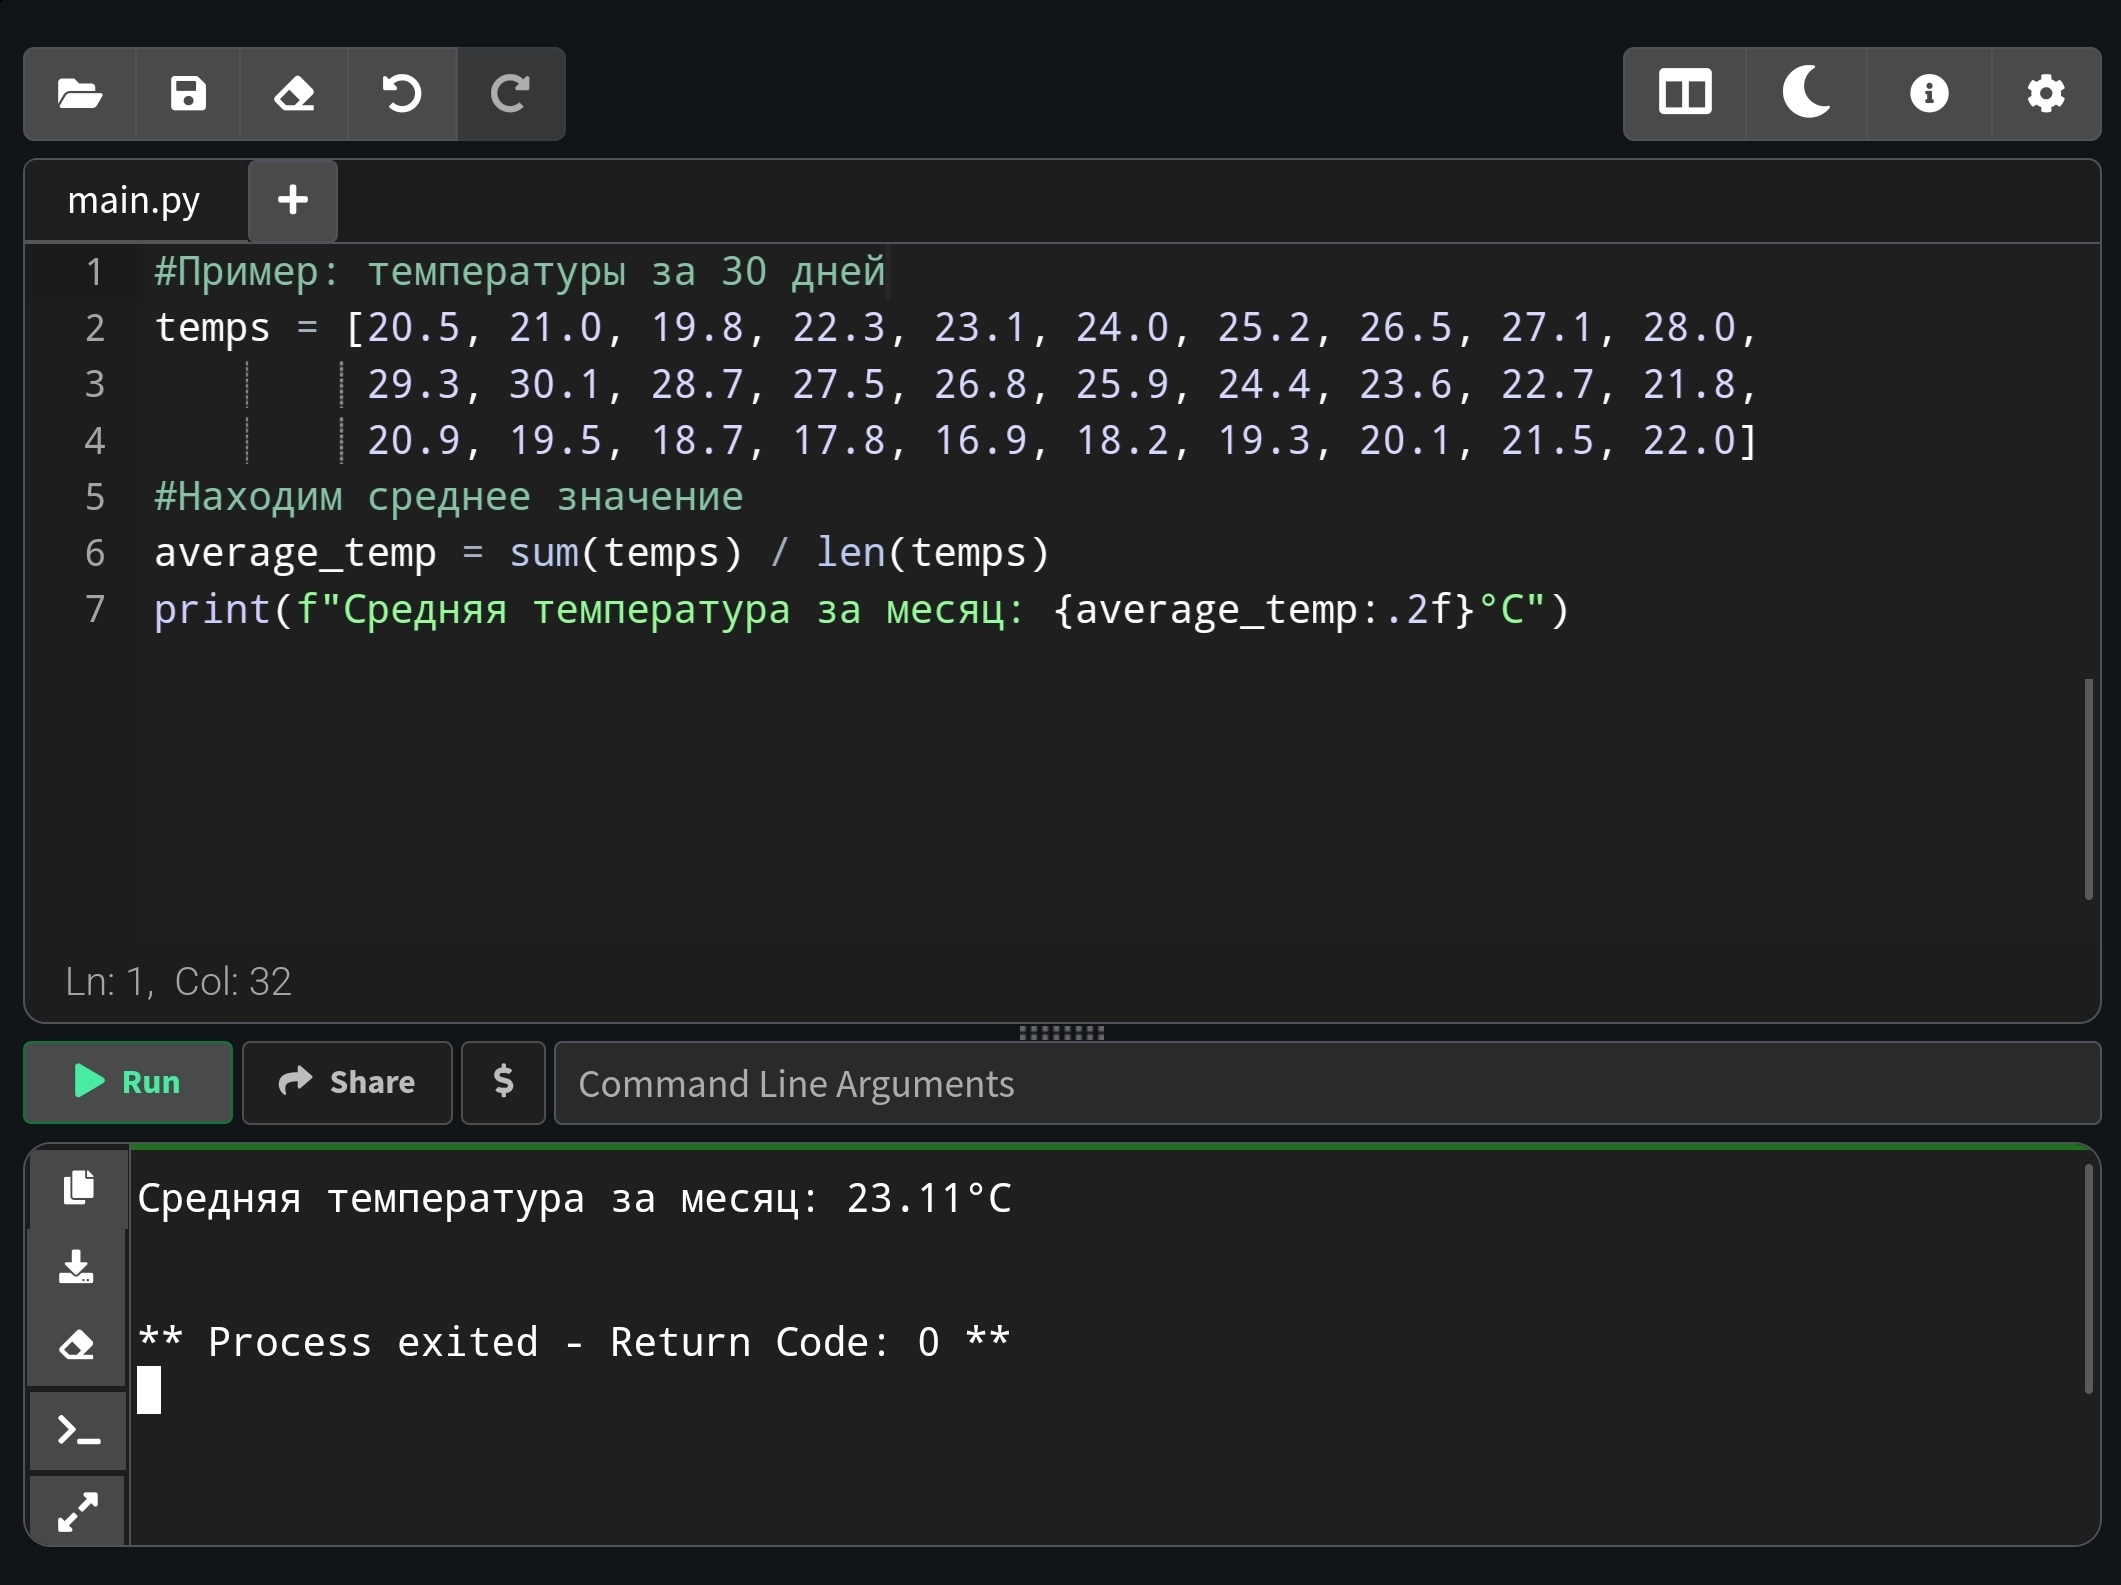 main.py
1 #Пример: температуры за 30 дней
2 temps = [20.5, 21.0, 19.8, 22.3, 23.1, 24.0, 25.2, 26.5, 27.1, 28.0,
3 29.3, 30.1, 28.7, 27.5, 26.8, 25.9, 24.4, 23.6, 22.7, 21.8,
4 20.9, 19.5, 18.7, 17.8, 16.9, 18.2, 19.3, 20.1, 21.5, 22.0]
5 #Находим среднее значение
6 average_temp = sum(temps) / len(temps)
7 print(f"Средняя температура за месяц: {average_temp:.2f}°C")
Ln: 1, Col: 32
Run Share $ Command Line Arguments
Средняя температура за месяц: 23.11°C
** Process exited - Return Code: 0 **